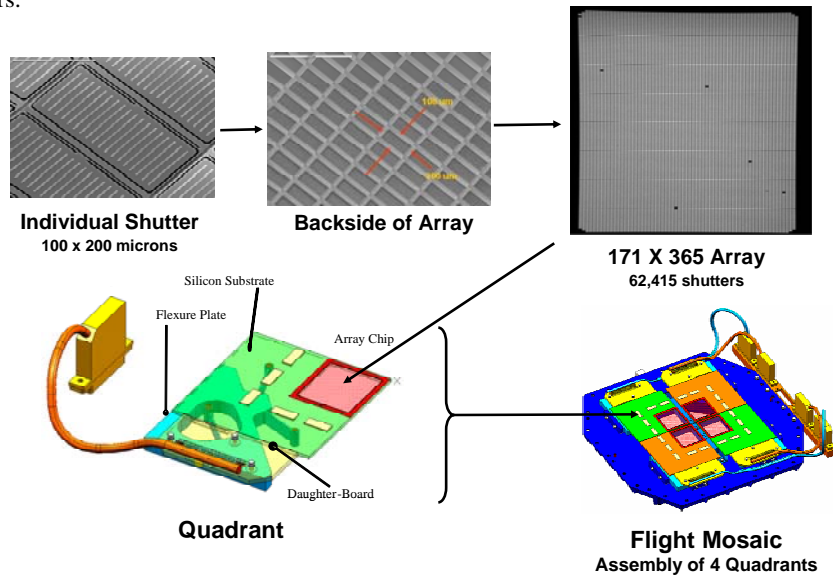 ers.
100 um
200 um
Individual Shutter
100 x 200 microns
Backside of Array
171 X 365 Array
62,415 shutters
Silicon Substrate
Flexure Plate
Array Chip
Daughter-Board
Quadrant
Flight Mosaic
Assembly of 4 Quadrants